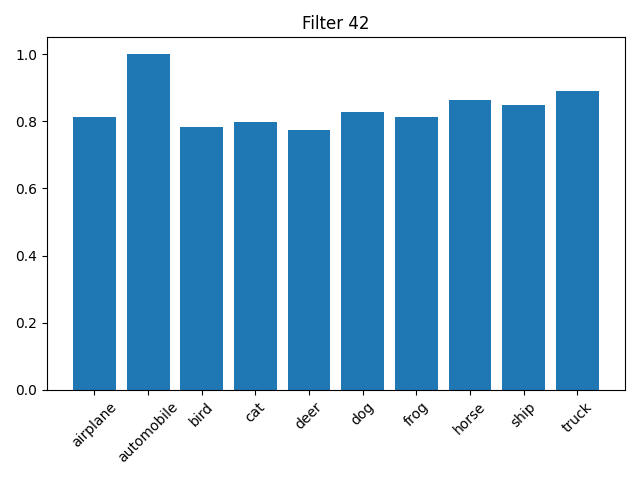 Filter 42
1.0
0.8
0.6
0.4
0.2
0.0
airplane
automobile
bird
cat
deer
dog
frog
horse
ship
truck